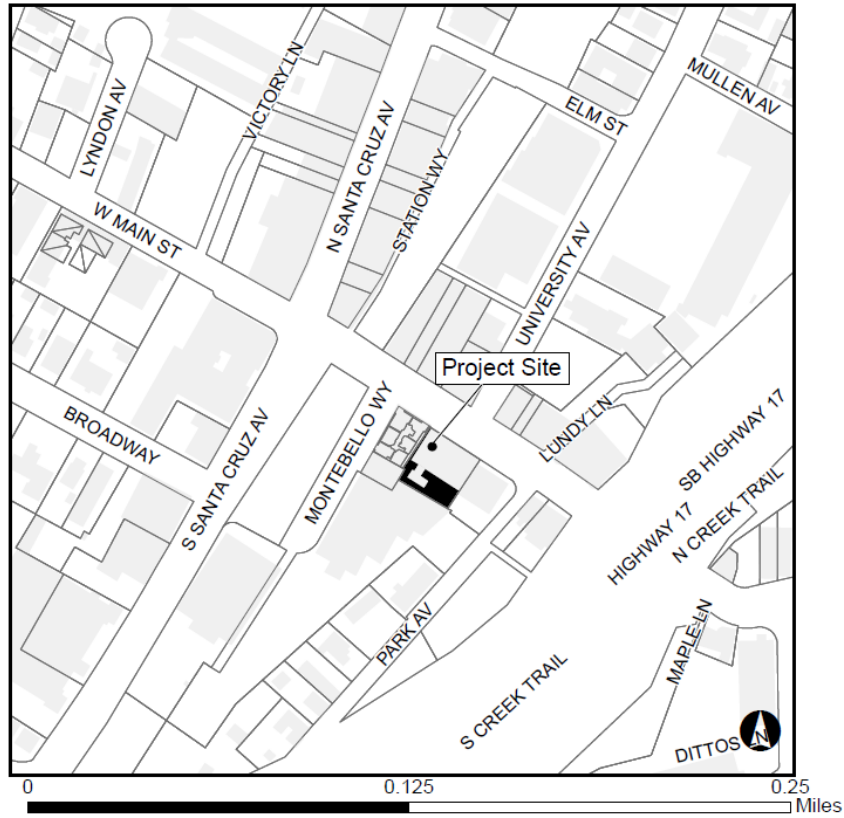 LYNDON AV
VICTORY LN
N SANTA CRUZ AV
MULLEN AV
ELM ST
STATION WY
W MAIN ST
UNIVERSITY AV
Project Site
BROADWAY
MONTEBELLO WY
LUNDY LN
SB HIGHWAY 17
S SANTA CRUZ AV
HIGHWAY 17
N CREEK TRAIL
PARK AV
MAPLE LN
S CREEK TRAIL
DITTOS LN
0 0.125 0.25
Miles